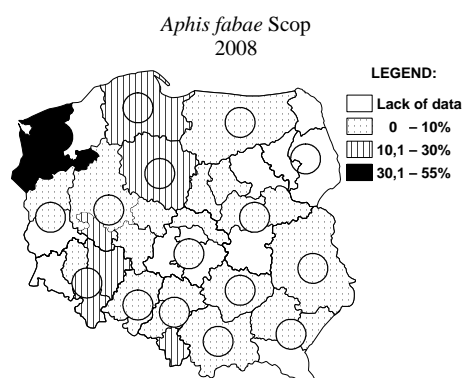 Aphis fabae Scop
2008
LEGEND:
Lack of data
0 – 10%
10,1 – 30%
30,1 – 55%